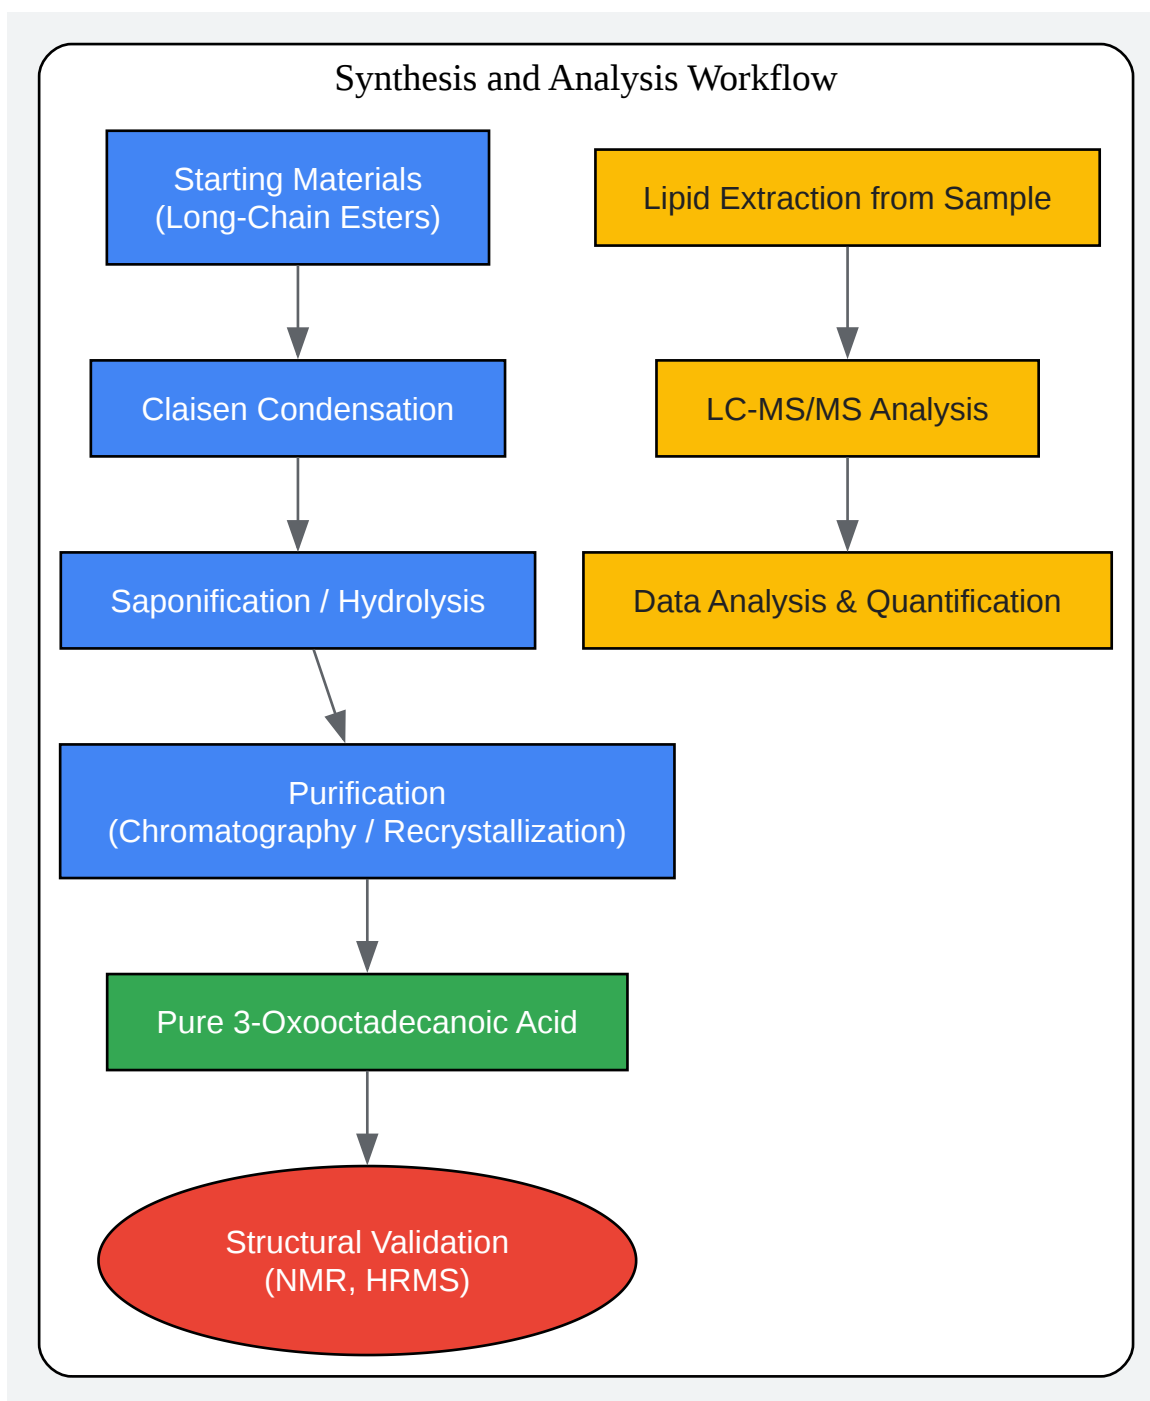 Synthesis and Analysis Workflow
Starting Materials
(Long-Chain Esters)
Claisen Condensation
Saponification / Hydrolysis
Purification
(Chromatography / Recrystallization)
Pure 3-Oxooctadecanoic Acid
Structural Validation
(NMR, HRMS)
Lipid Extraction from Sample
LC-MS/MS Analysis
Data Analysis & Quantification